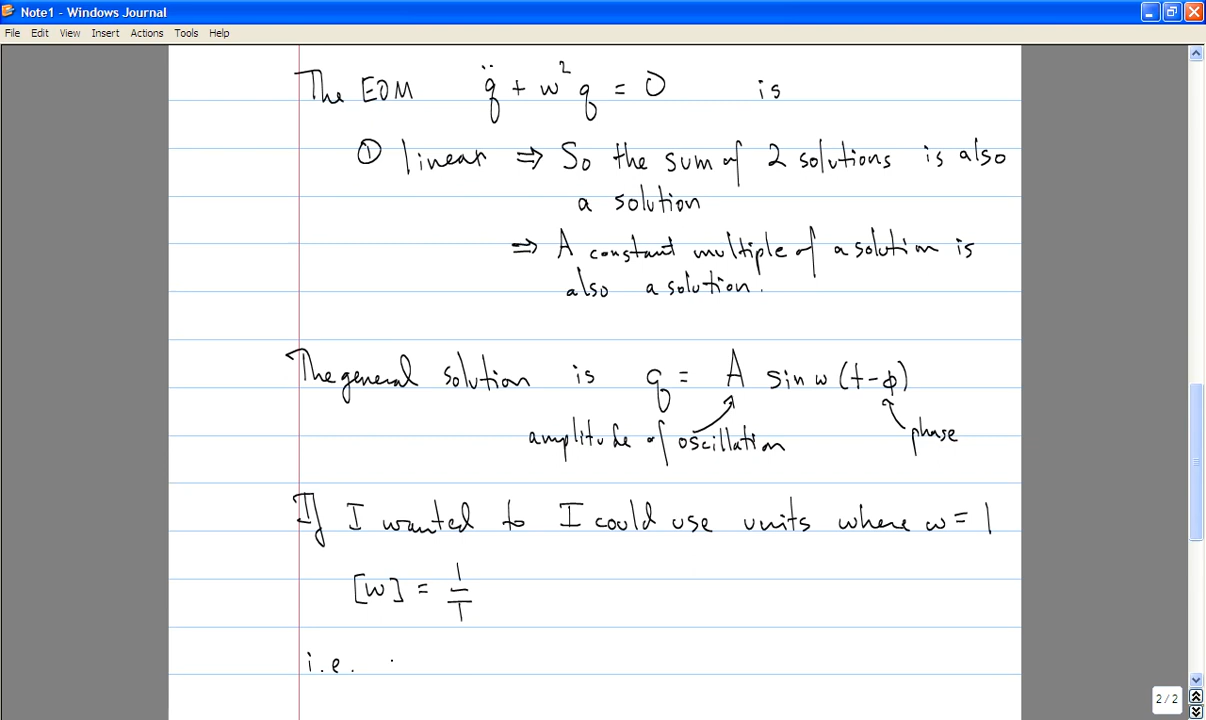 Note1 - Windows Journal
File Edit View Insert Actions Tools Help
The EOM q̈ + w² q = 0 is
① linear ⇒ So the sum of 2 solutions is also
a solution
⇒ A constant multiple of a solution is
also a solution.
The general solution is q = A sin w (t-ϕ)
amplitude of oscillation phase
If I wanted to I could use units where w = 1
[w] = 1/T
i.e.
2 / 2